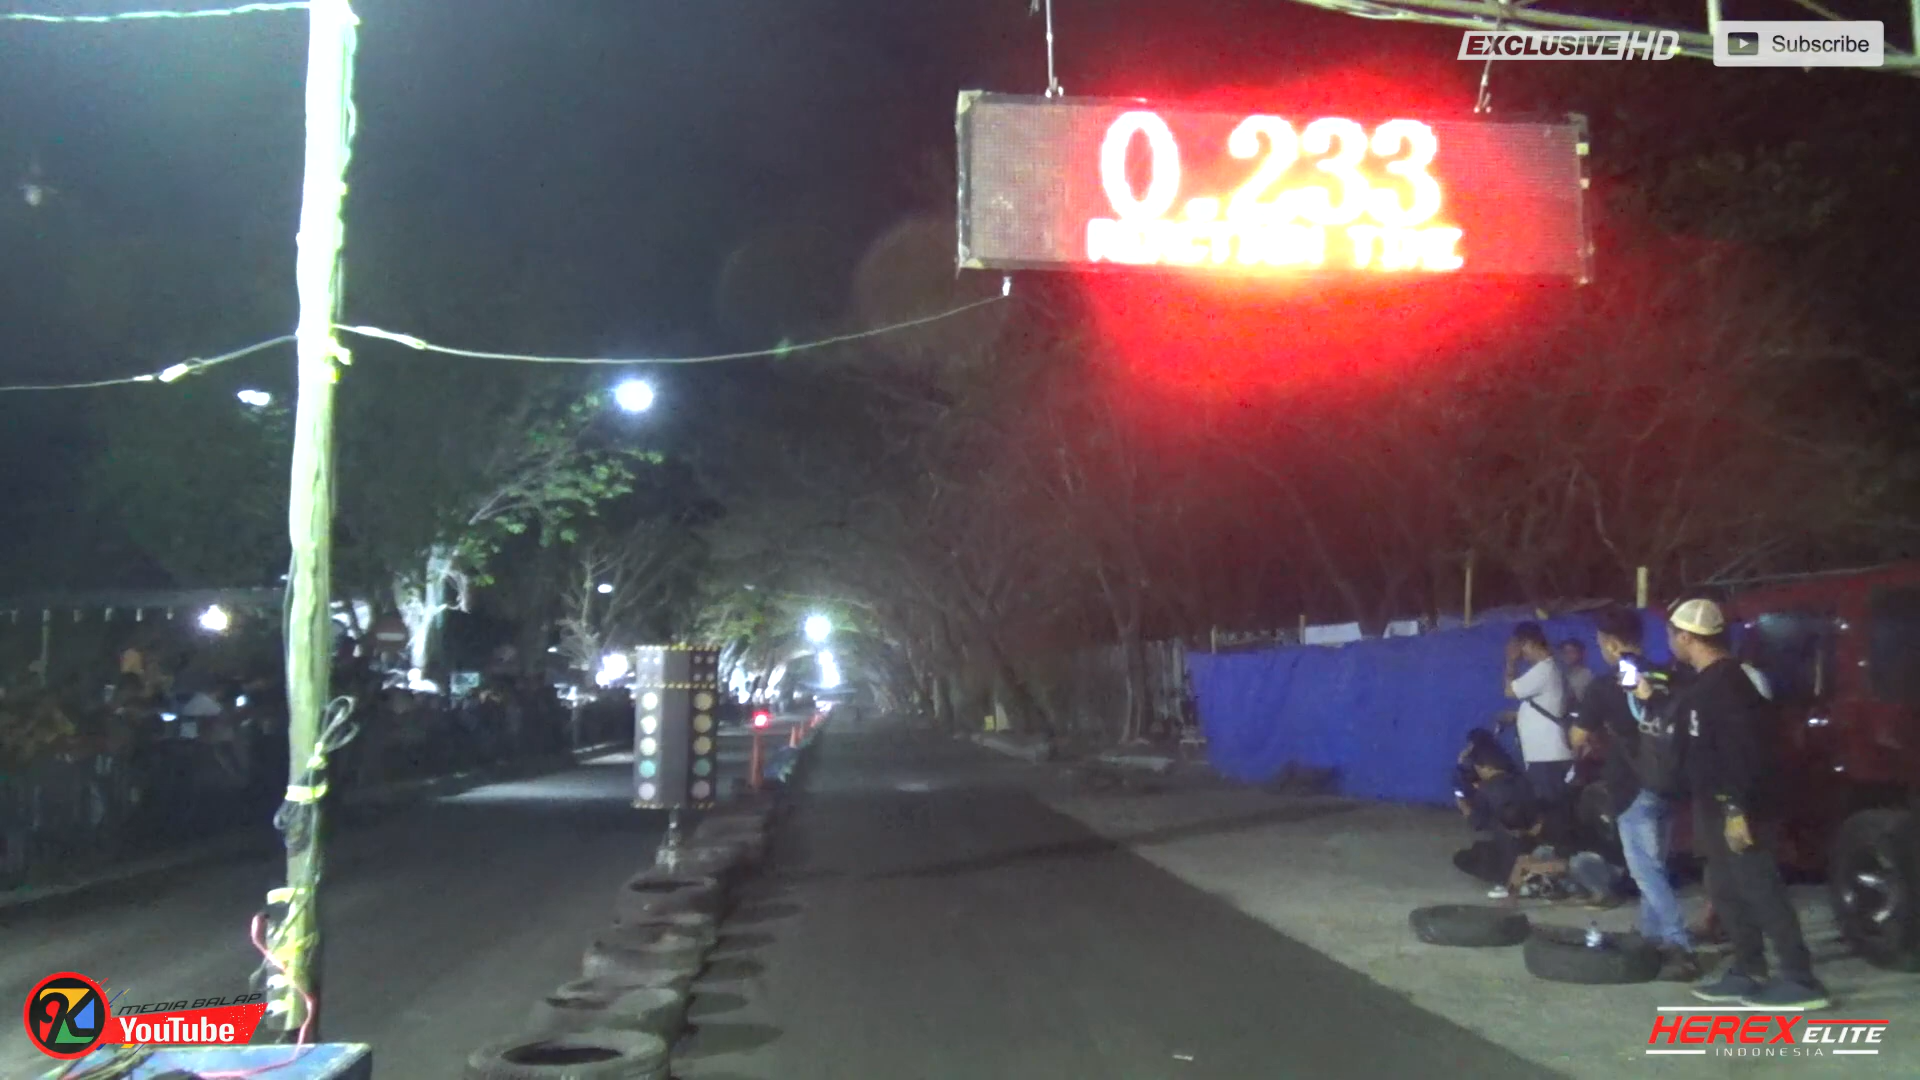 EXCLUSIVE/HD
Subscribe
0.233
REACTION TIME
MEDIA BALAP
YouTube
HEREX ELITE
INDONESIA